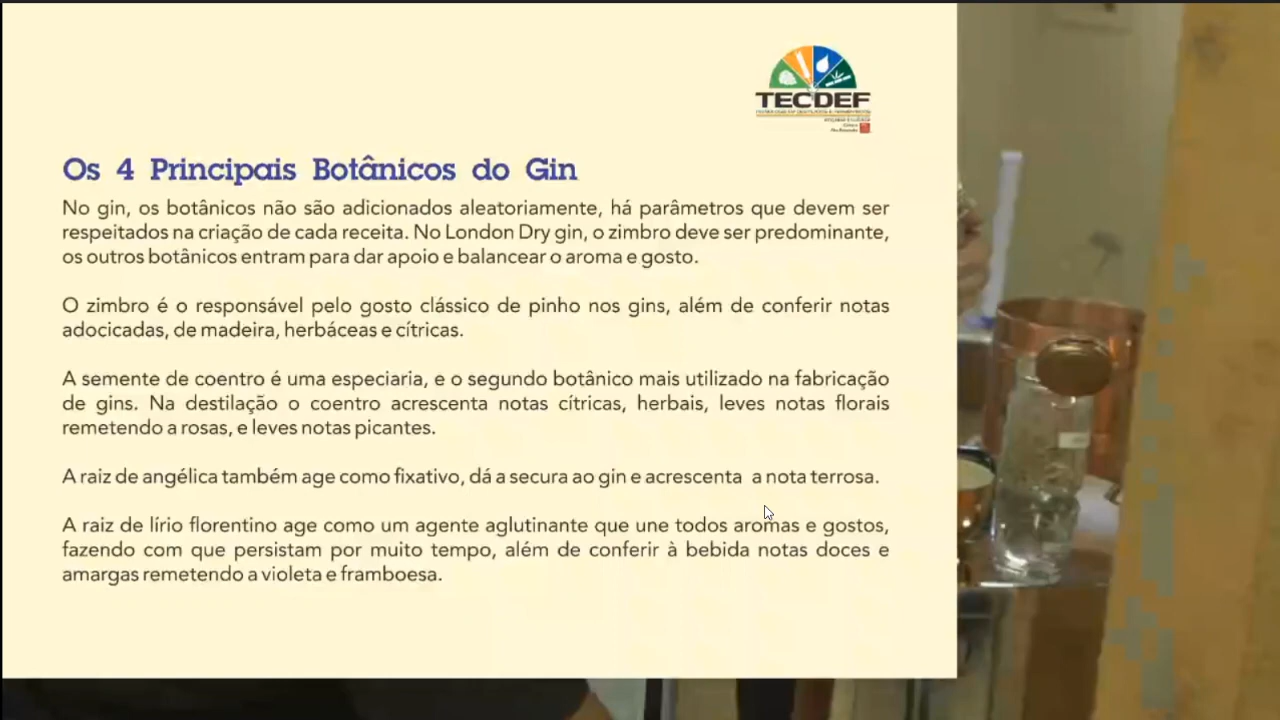 TECDEF
Os 4 Principais Botânicos do Gin
No gin, os botânicos não são adicionados aleatoriamente, há parâmetros que devem ser
respeitados na criação de cada receita. No London Dry gin, o zimbro deve ser predominante,
os outros botânicos entram para dar apoio e balancear o aroma e gosto.
O zimbro é o responsável pelo gosto clássico de pinho nos gins, além de conferir notas
adocicadas, de madeira, herbáceas e cítricas.
A semente de coentro é uma especiaria, e o segundo botânico mais utilizado na fabricação
de gins. Na destilação o coentro acrescenta notas cítricas, herbais, leves notas florais
remetendo a rosas, e leves notas picantes.
A raiz de angélica também age como fixativo, dá a secura ao gin e acrescenta a nota terrosa.
A raiz de lírio florentino age como um agente aglutinante que une todos aromas e gostos,
fazendo com que persistam por muito tempo, além de conferir à bebida notas doces e
amargas remetendo a violeta e framboesa.